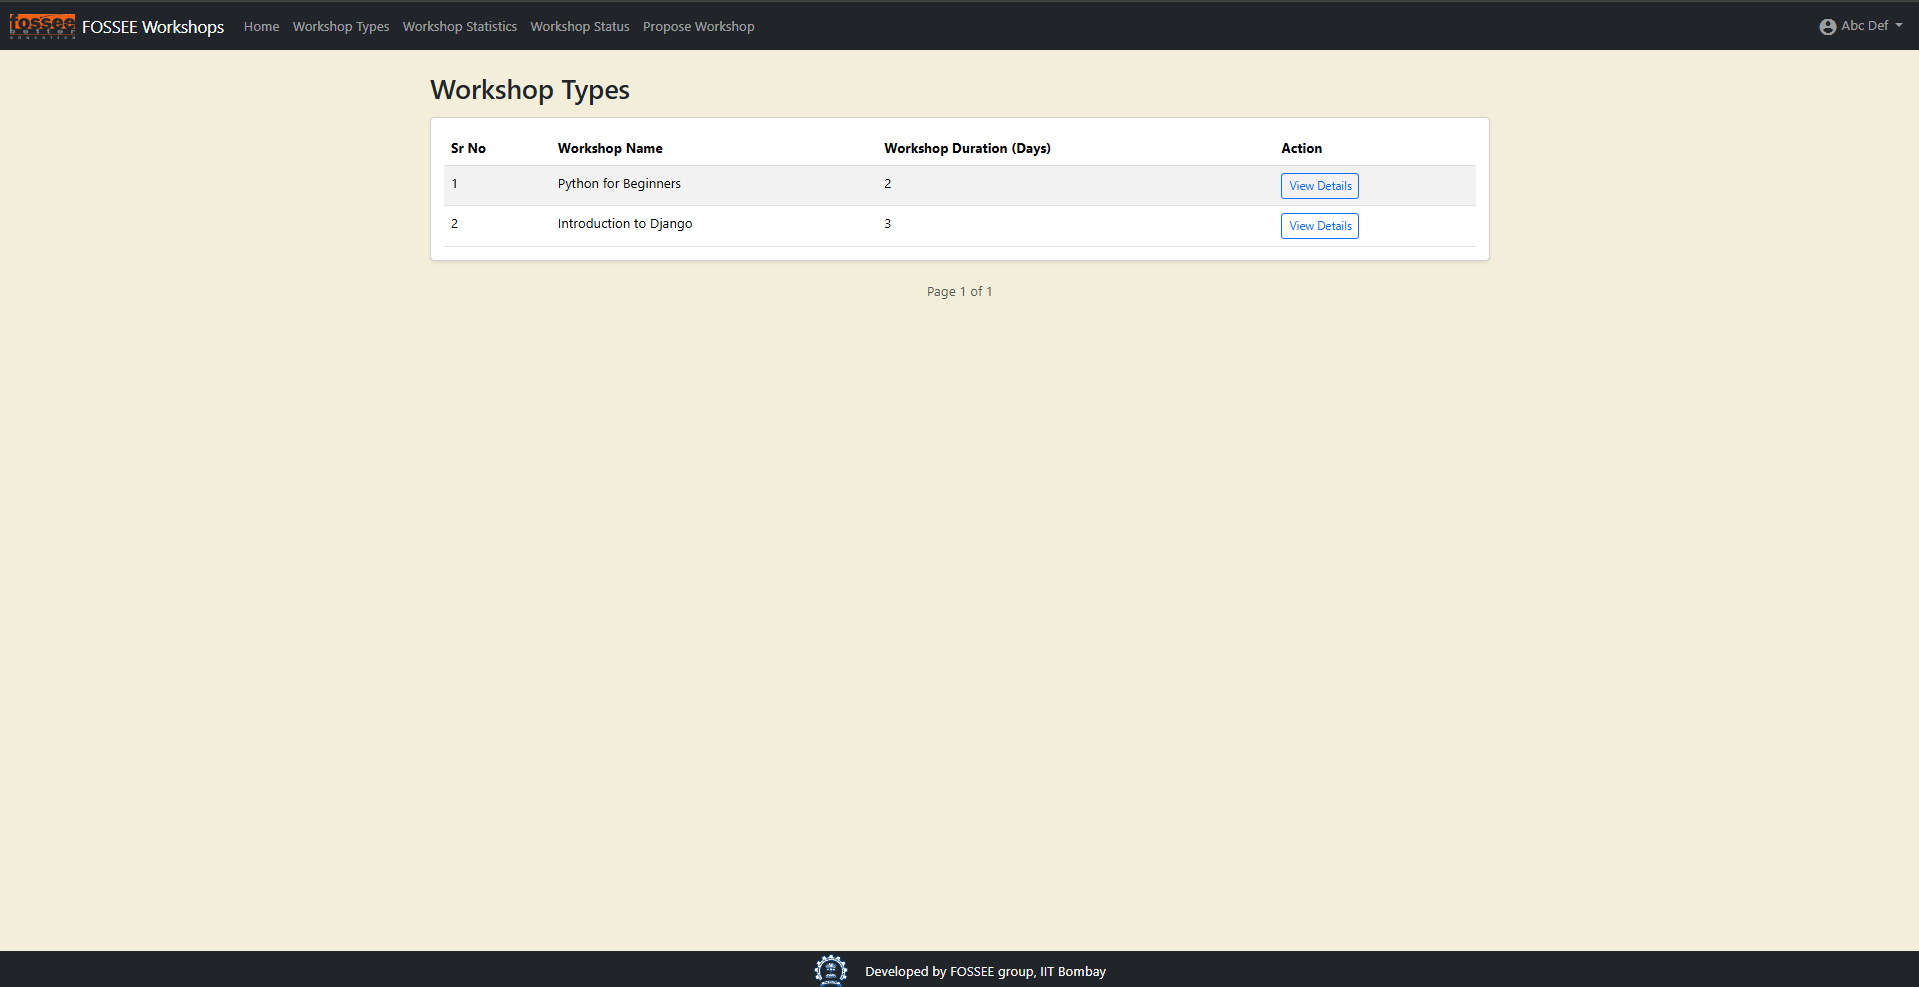 fossee
better
education
FOSSEE Workshops Home Workshop Types Workshop Statistics Workshop Status Propose Workshop Abc Def
Workshop Types
Sr No Workshop Name Workshop Duration (Days) Action
1 Python for Beginners 2 View Details
2 Introduction to Django 3 View Details
Page 1 of 1
Developed by FOSSEE group, IIT Bombay